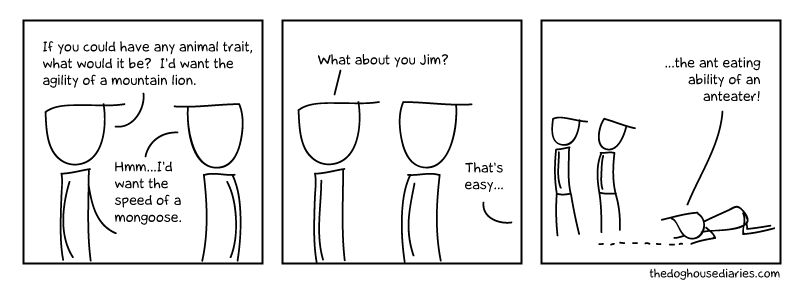 If you could have any animal trait,
what would it be?  I'd want the
agility of a mountain lion.
Hmm...I'd
want the
speed of a
mongoose.
What about you Jim?
That's
easy...
...the ant eating
ability of an
anteater!
thedoghousediaries.com